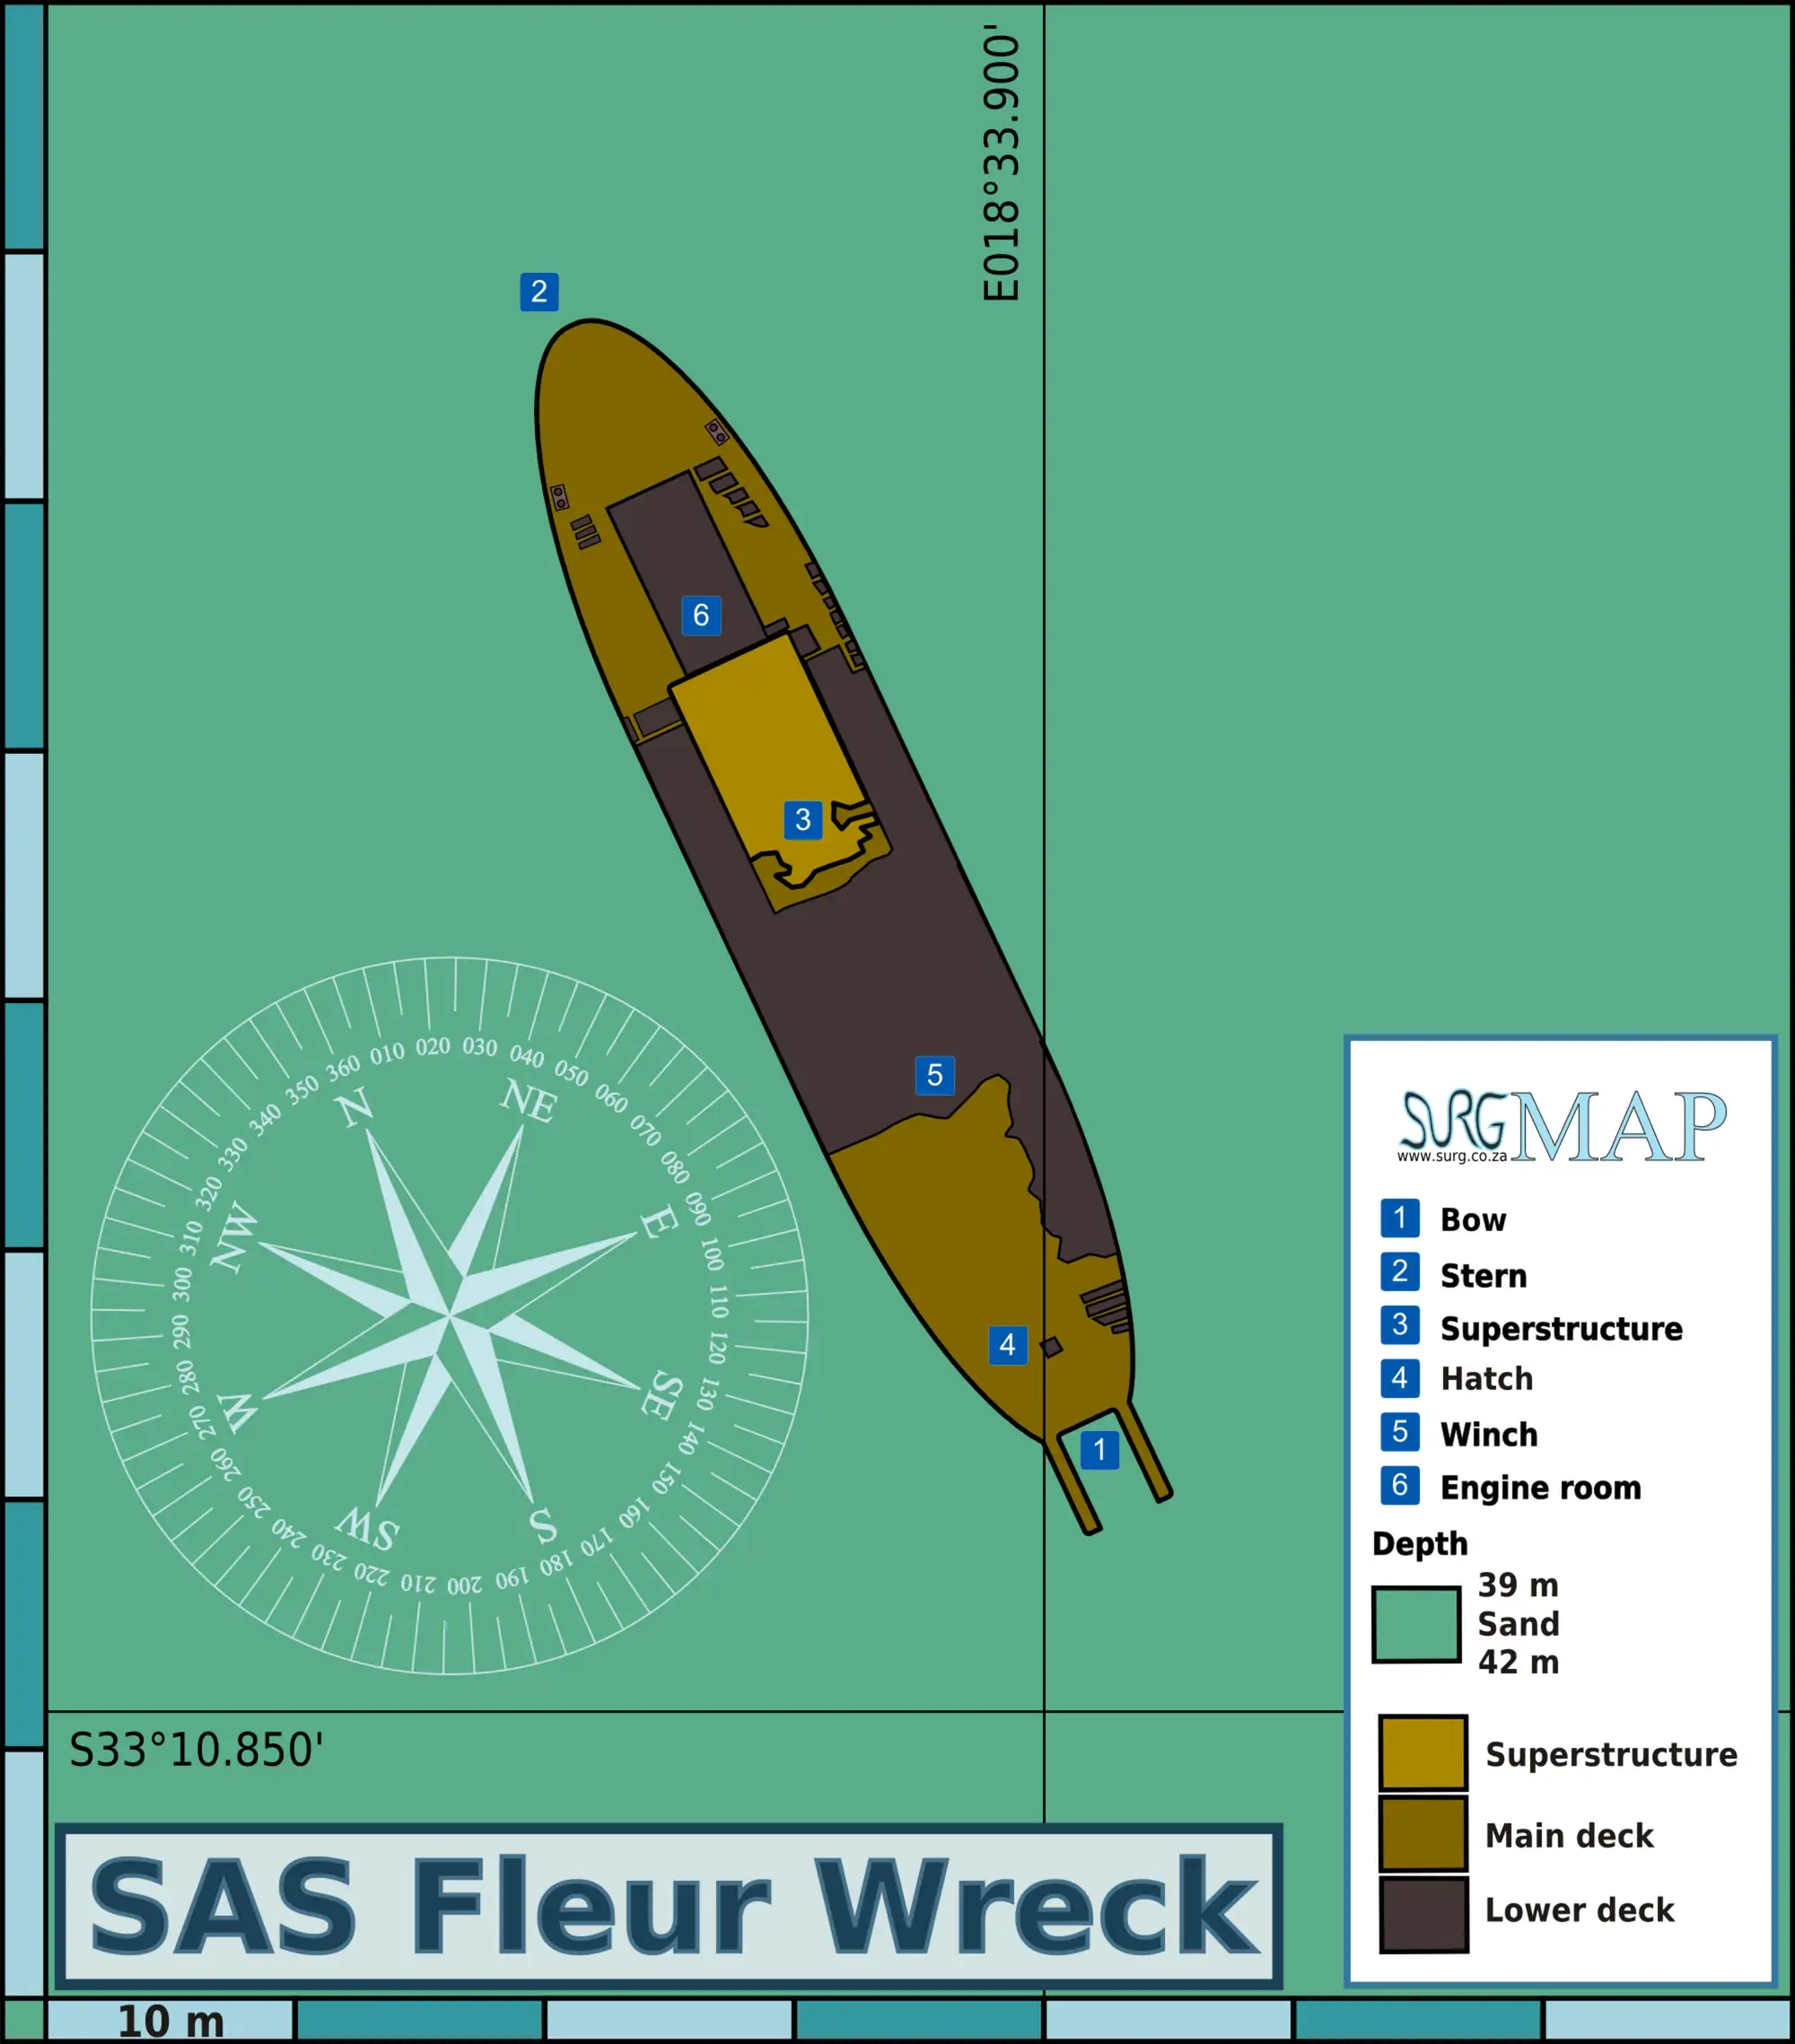 E018°33.900'
2
6
3
5
4
1
010
020
030
040
050
060
070
080
090
100
110
120
130
140
150
160
170
180
190
200
210
220
230
240
250
260
270
280
290
300
310
320
330
340
350
360
N
NE
E
SE
S
SW
W
NW
SURG MAP
www.surg.co.za
1 Bow
2 Stern
3 Superstructure
4 Hatch
5 Winch
6 Engine room
Depth
39 m
Sand
42 m
Superstructure
Main deck
Lower deck
S33°10.850'
SAS Fleur Wreck
10 m